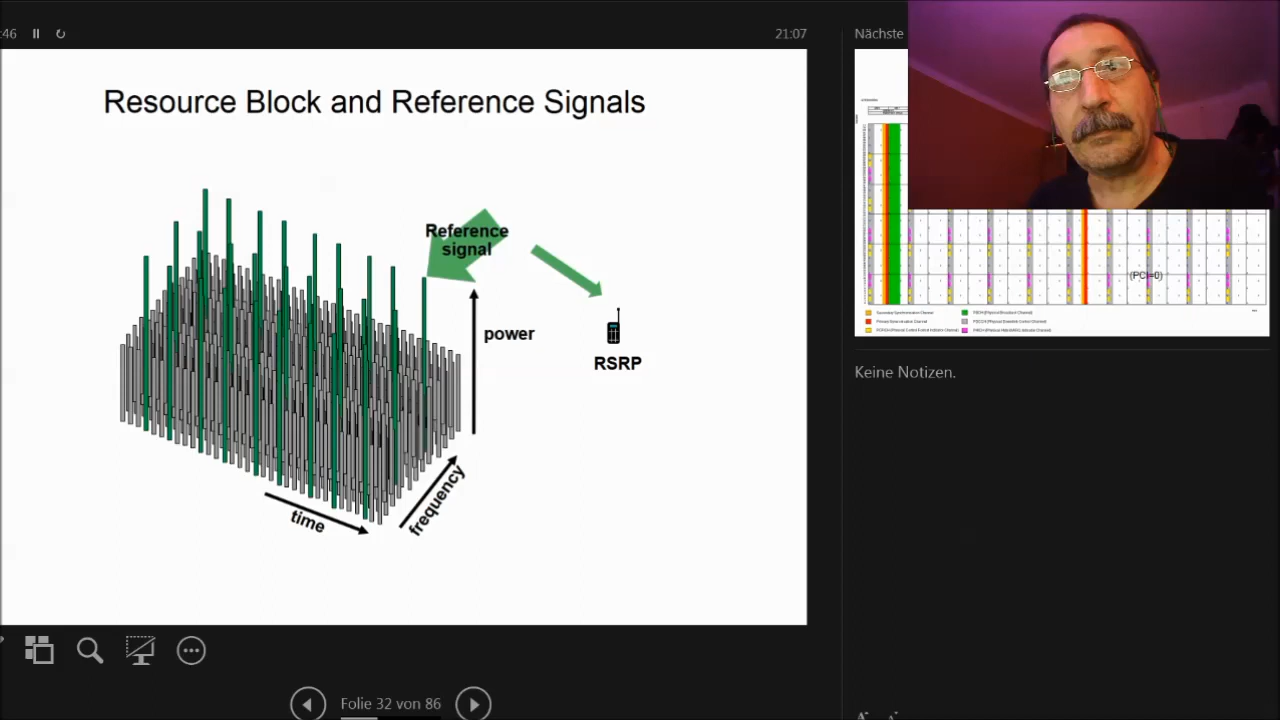 :46
21:07
Nächste
Resource Block and Reference Signals
Reference
signal
power
RSRP
time
frequency
(PCI=0)
Keine Notizen.
Folie 32 von 86